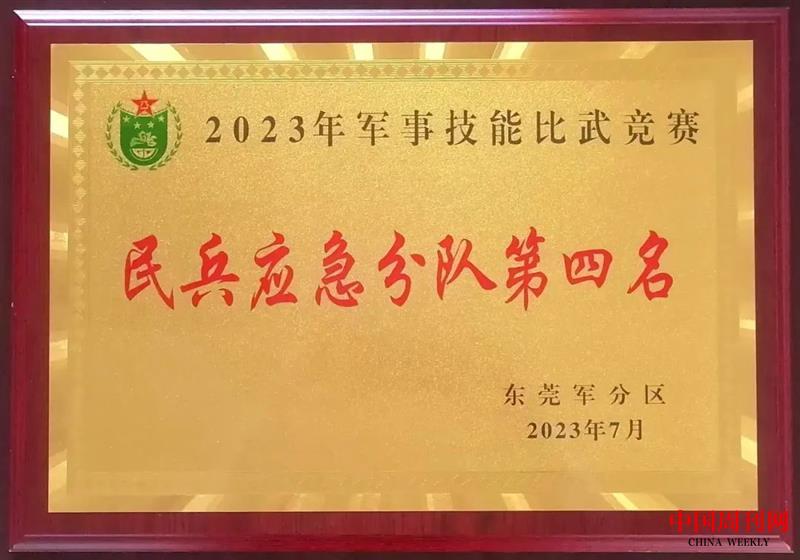 2023年军事技能比武竞赛
民兵应急分队第四名
东莞军分区
2023年7月
中国周刊网
CHINA WEEKLY